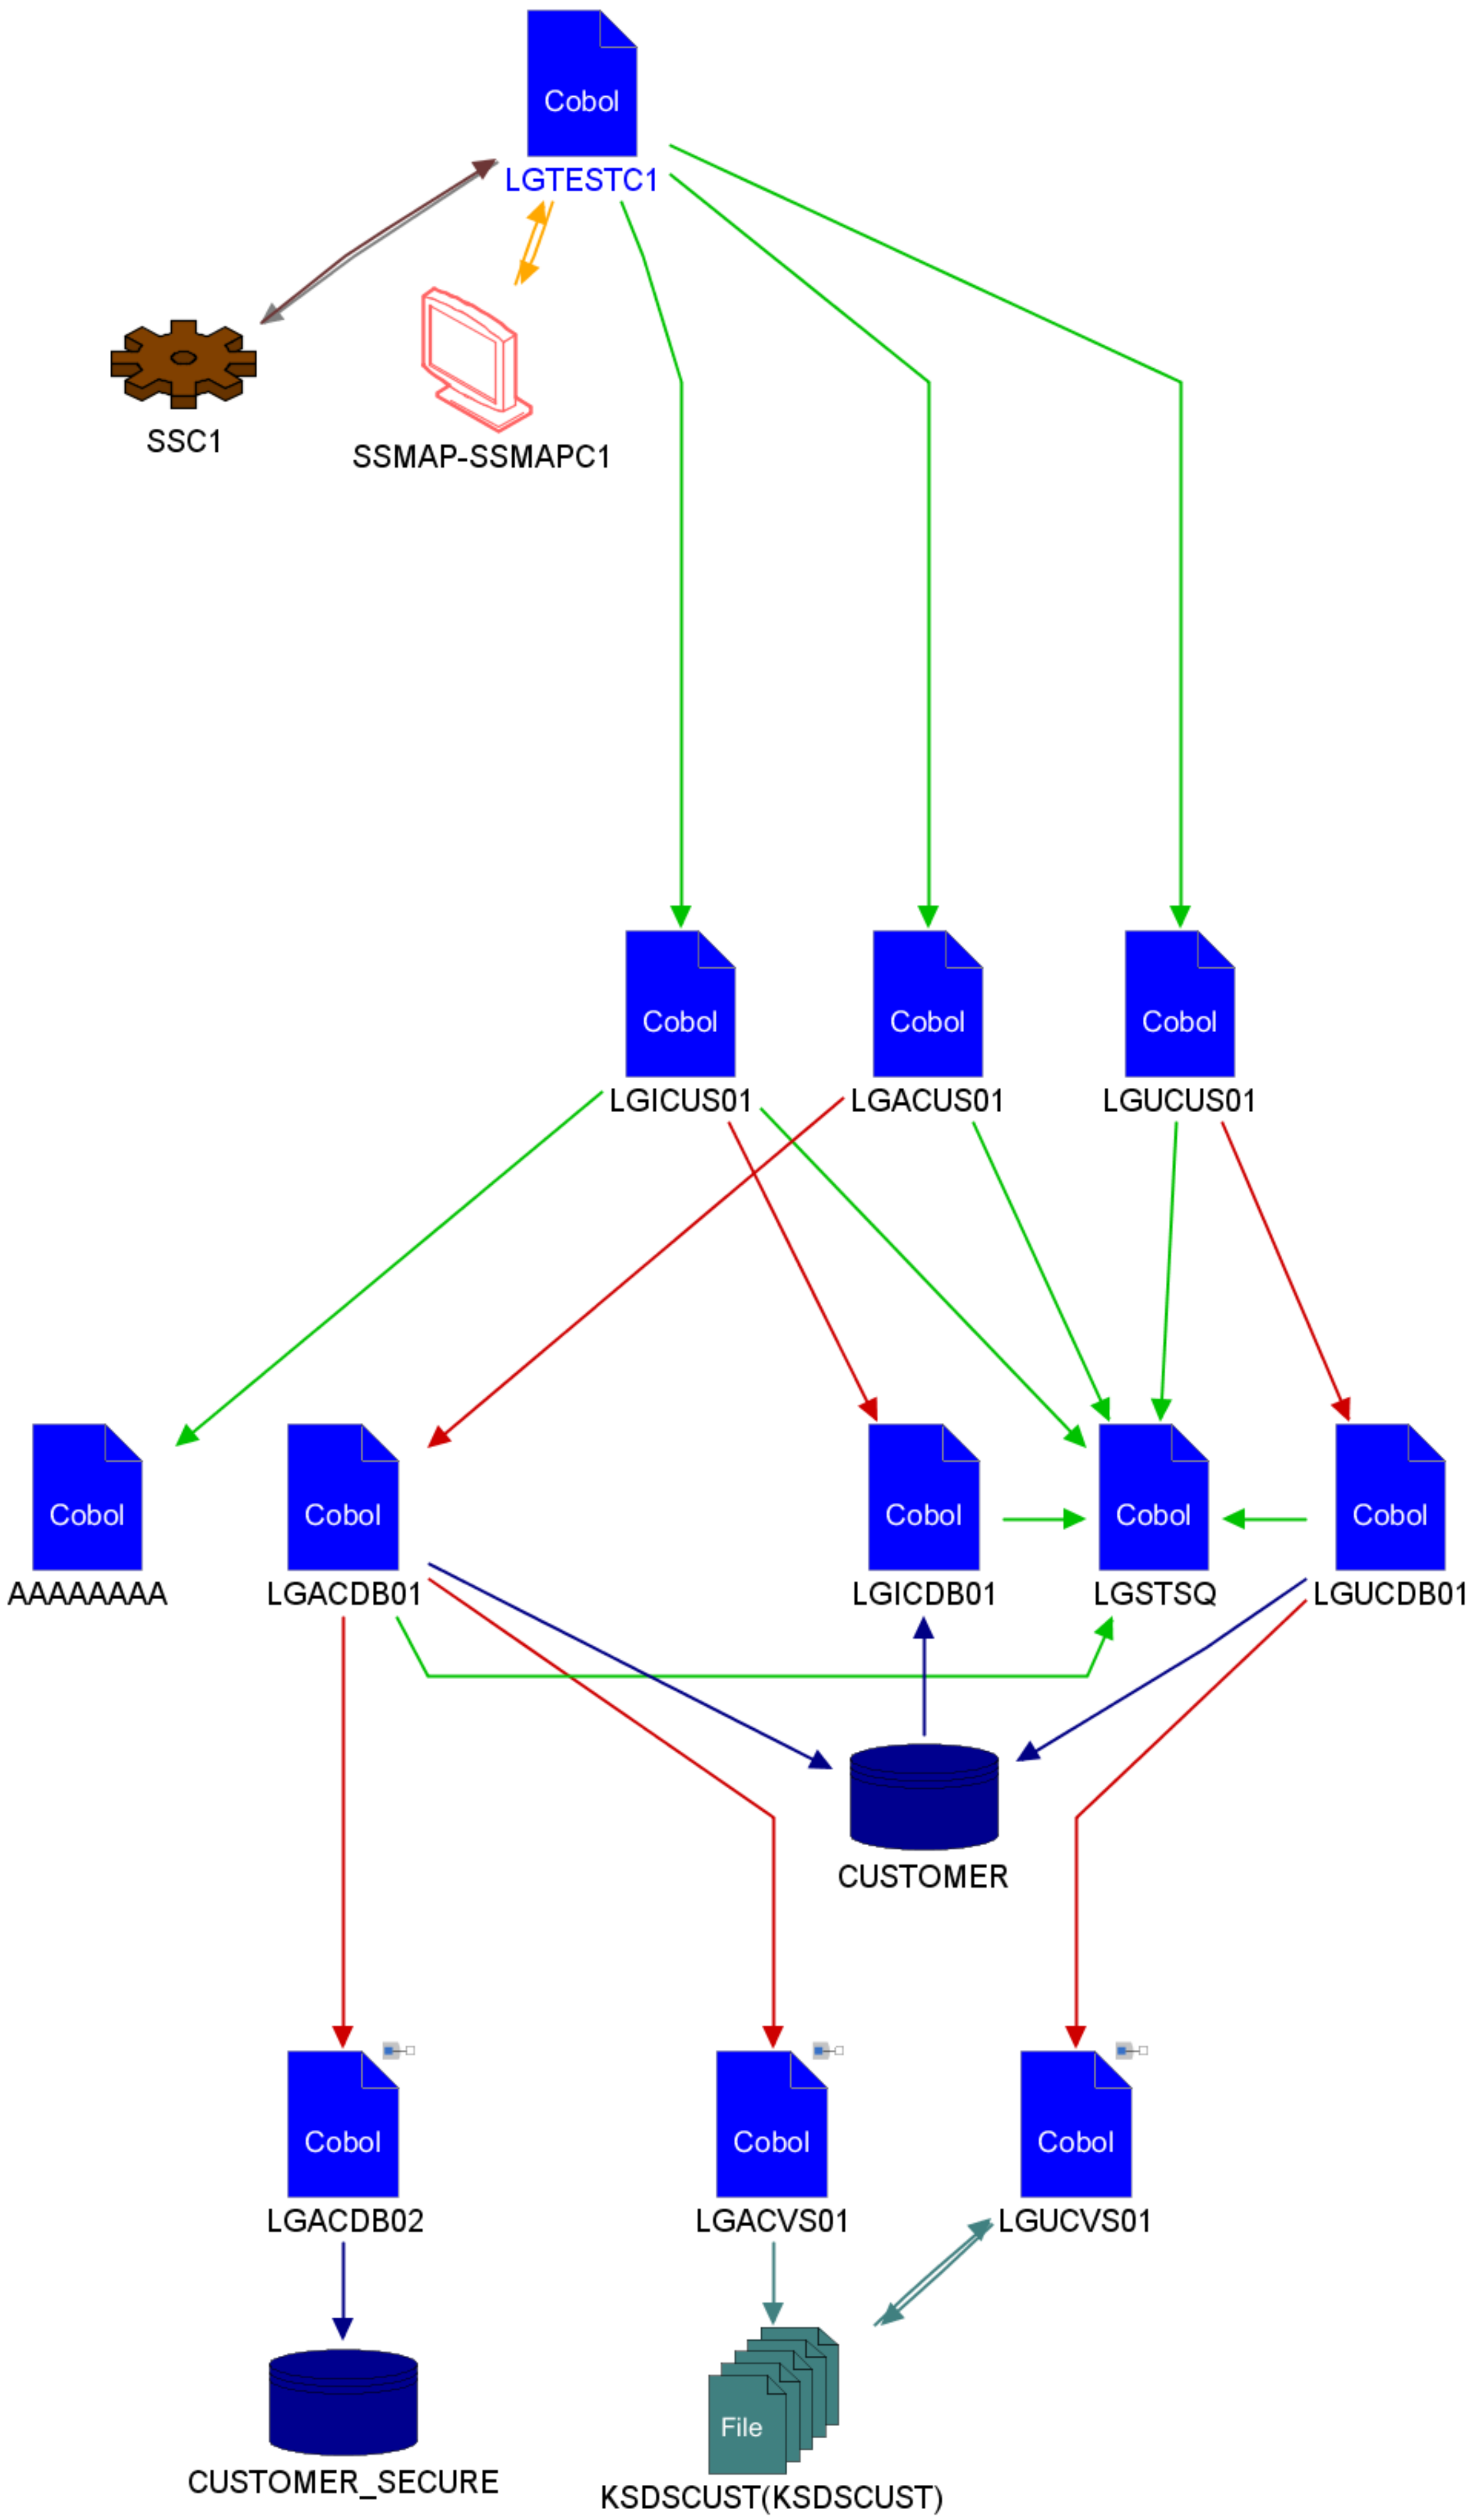 Cobol
LGTESTC1
SSC1
SSMAP-SSMAPC1
Cobol
LGICUS01
Cobol
LGACUS01
Cobol
LGUCUS01
Cobol
AAAAAAAA
Cobol
LGACDB01
Cobol
LGICDB01
Cobol
LGSTSQ
Cobol
LGUCDB01
CUSTOMER
Cobol
LGACDB02
Cobol
LGACVS01
Cobol
LGUCVS01
CUSTOMER_SECURE
File
KSDSCUST(KSDSCUST)